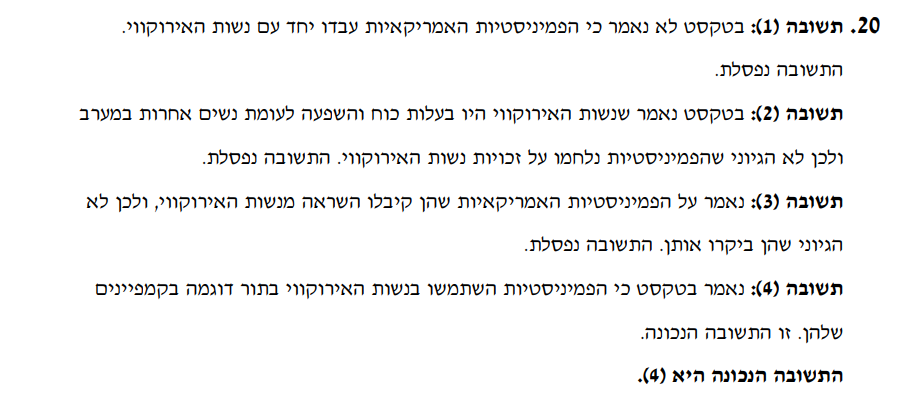 20. תשובה (1): בטקסט לא נאמר כי הפמיניסטיות האמריקאיות עבדו יחד עם נשות האירוקווי.
התשובה נפסלת.
תשובה (2): בטקסט נאמר שנשות האירוקווי היו בעלות כוח והשפעה לעומת נשים אחרות במערב
ולכן לא הגיוני שהפמיניסטיות נלחמו על זכויות נשות האירוקווי. התשובה נפסלת.
תשובה (3): נאמר על הפמיניסטיות האמריקאיות שהן קיבלו השראה מנשות האירוקווי, ולכן לא
הגיוני שהן ביקרו אותן. התשובה נפסלת.
תשובה (4): נאמר בטקסט כי הפמיניסטיות השתמשו בנשות האירוקווי בתור דוגמה בקמפיינים
שלהן. זו התשובה הנכונה.
התשובה הנכונה היא (4).